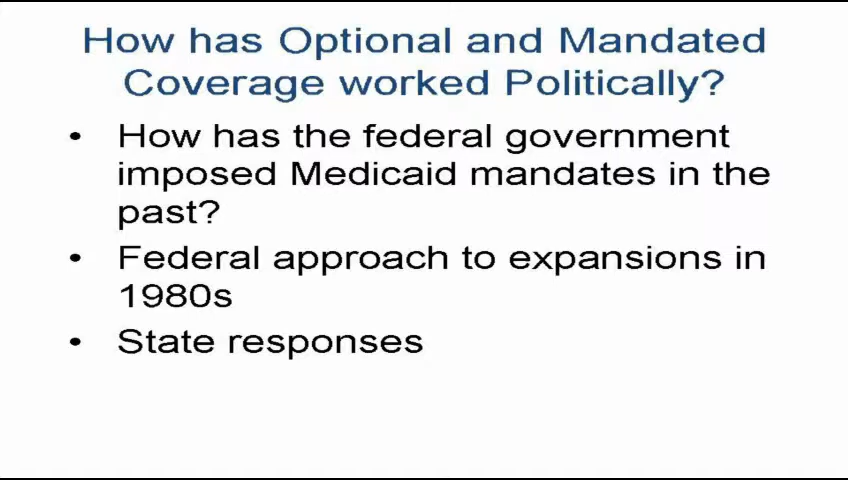 How has Optional and Mandated
Coverage worked Politically?
• How has the federal government
imposed Medicaid mandates in the
past?
• Federal approach to expansions in
1980s
• State responses